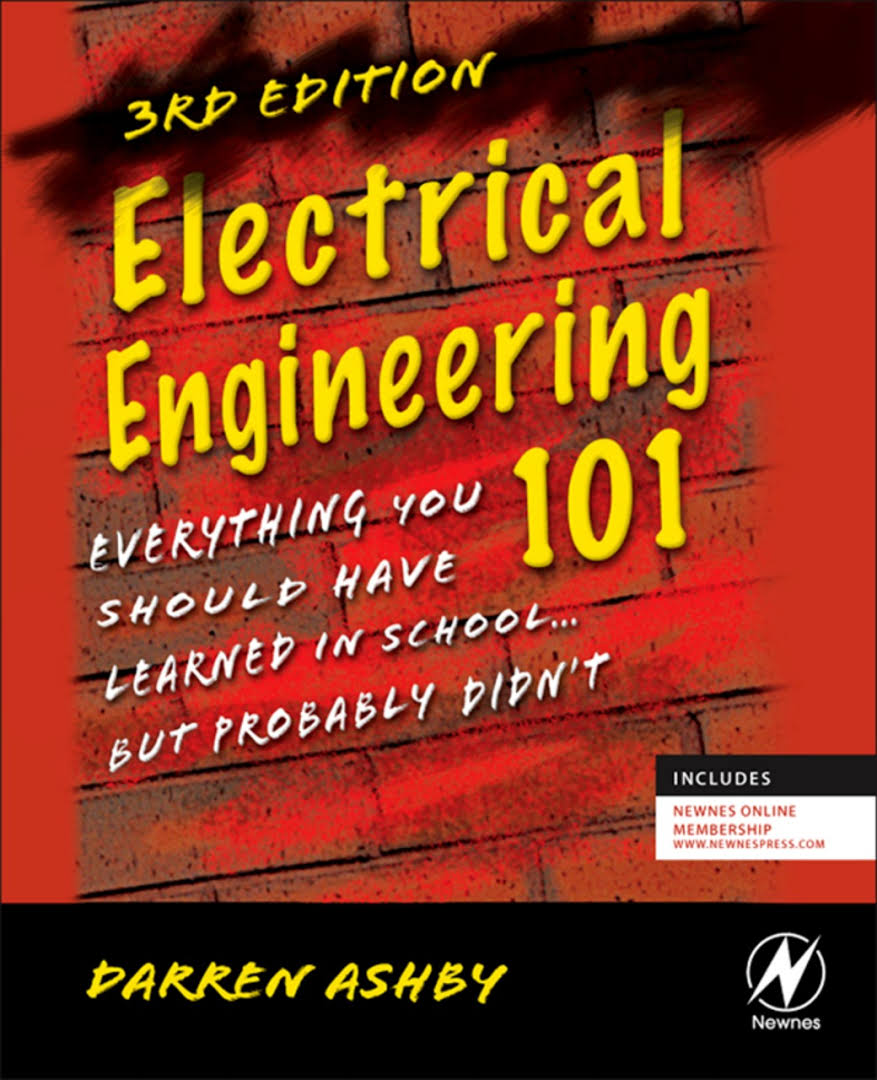 3RD EDITION
Electrical
Engineering
101
EVERYTHING YOU
SHOULD HAVE
LEARNED IN SCHOOL...
BUT PROBABLY DIDN'T
INCLUDES
NEWNES ONLINE
MEMBERSHIP
WWW.NEWNESPRESS.COM
DARREN ASHBY
Newnes